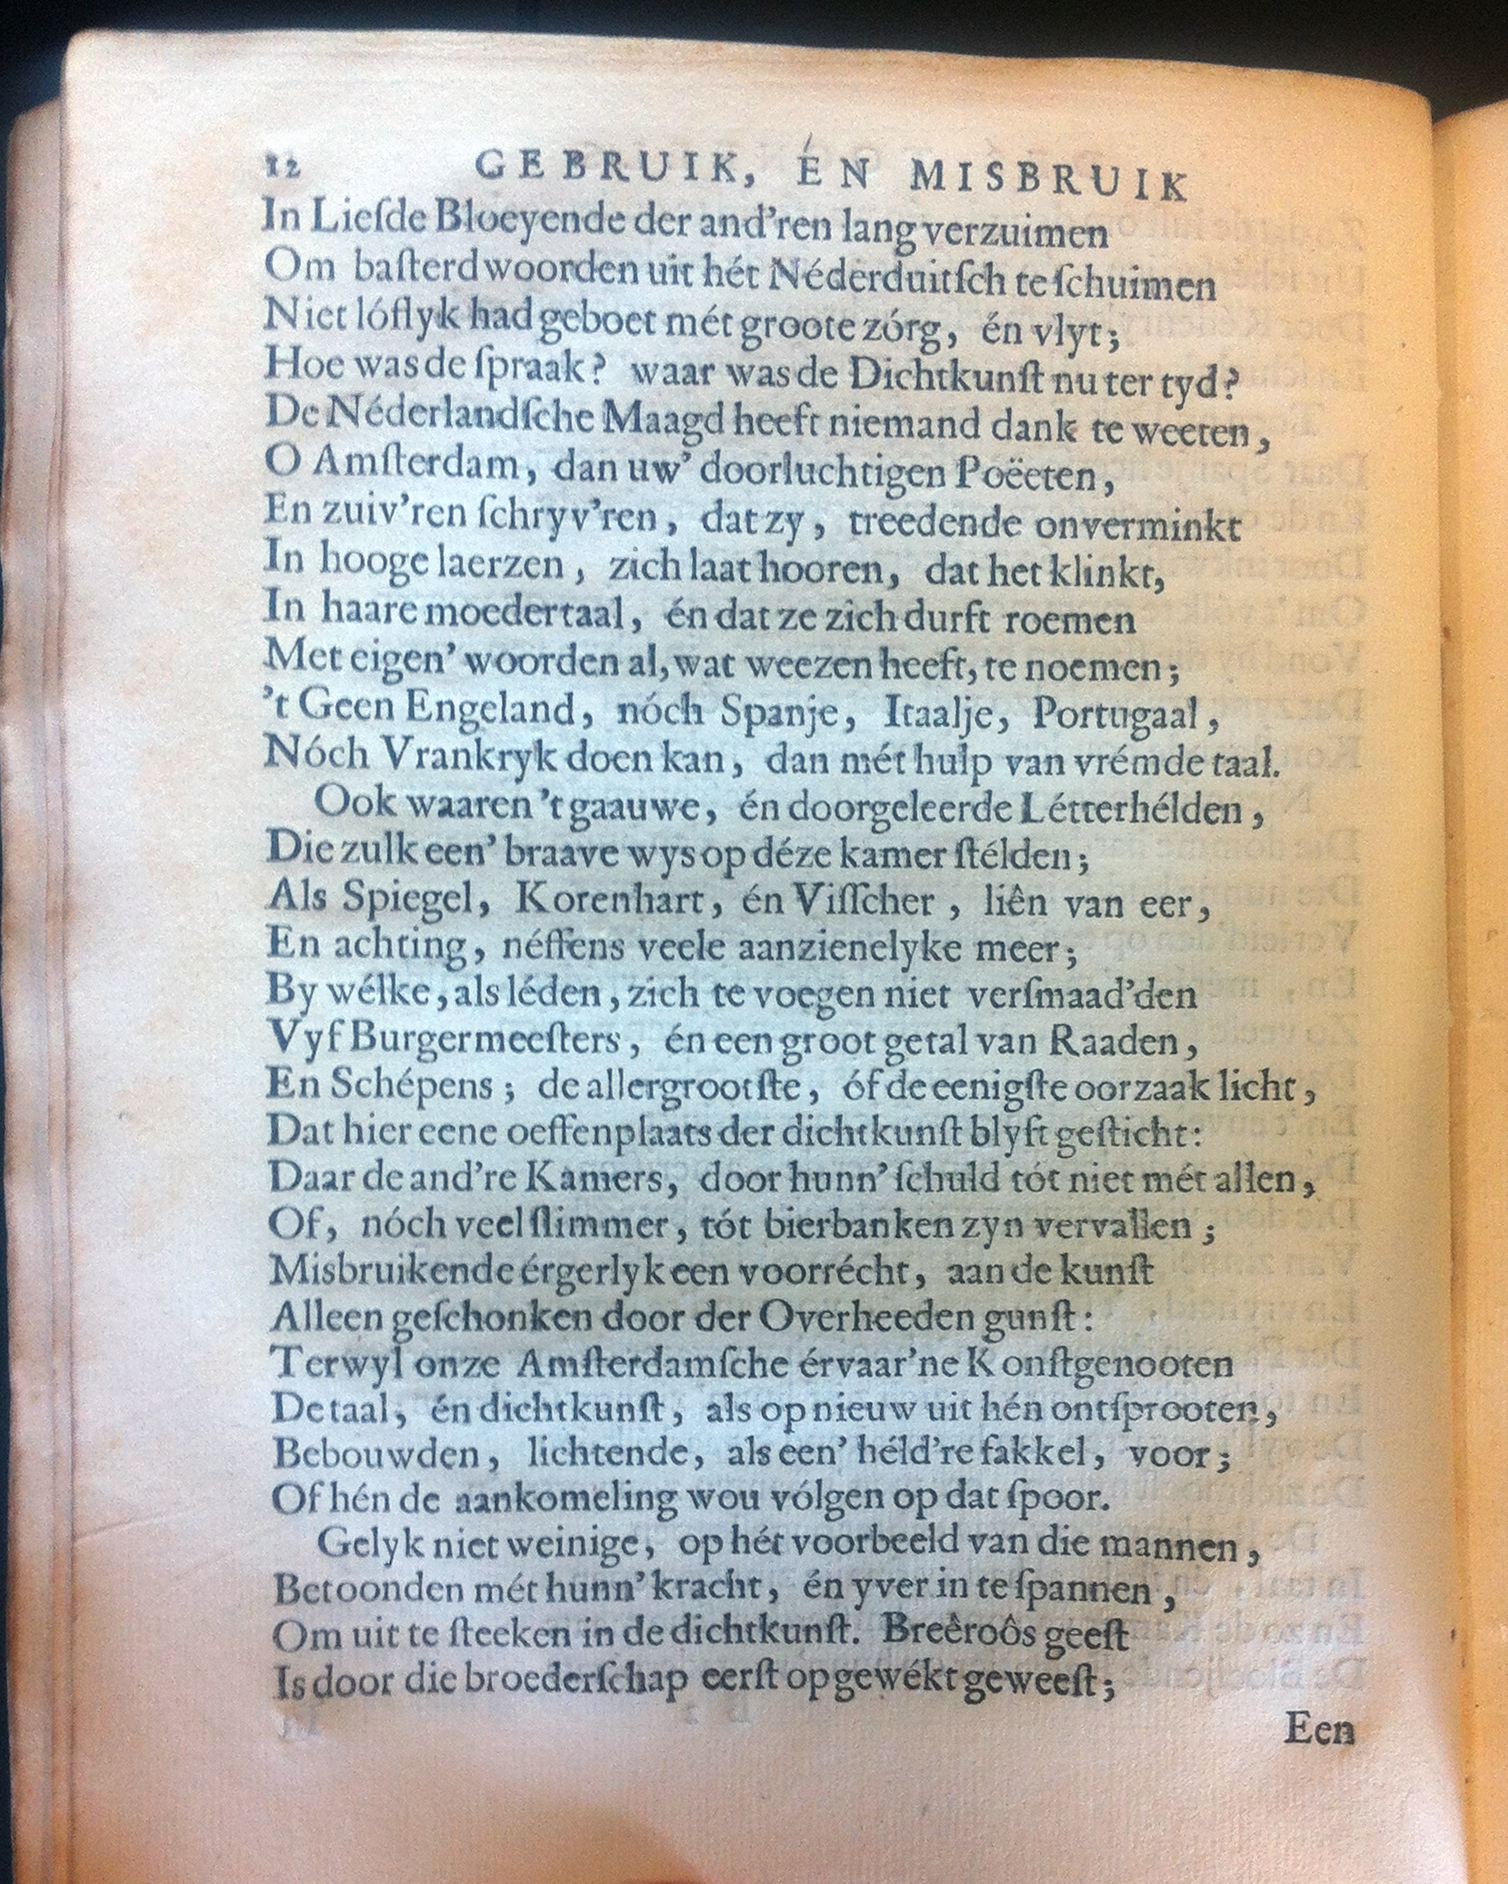 12 GEBRUIK, ÉN MISBRUIK
In Lieſde Bloeyende der and'ren lang verzuimen
Om baſterdwoorden uit hét Néderduitſch te ſchuimen
Niet lóflyk had geboet mét groote zórg, én vlyt;
Hoe was de ſpraak? waar was de Dichtkunſt nu ter tyd?
De Néderlandſche Maagd heeft niemand dank te weeten,
O Amſterdam, dan uw' doorluchtigen Poëeten,
En zuiv'ren ſchryv'ren, dat zy, treedende onverminkt
In hooge laerzen, zich laat hooren, dat het klinkt,
In haare moedertaal, én dat ze zich durft roemen
Met eigen' woorden al, wat weezen heeft, te noemen;
't Geen Engeland, nóch Spanje, Itaalje, Portugaal,
Nóch Vrankryk doen kan, dan mét hulp van vrémde taal.
Ook waaren 't gaauwe, én doorgeleerde Létterhélden,
Die zulk een' braave wys op déze kamer ſtélden;
Als Spiegel, Korenhart, én Viſſcher, liên van eer,
En achting, néffens veele aanzienelyke meer;
By wélke, als léden, zich te voegen niet verſmaad'den
Vyf Burgermeeſters, én een groot getal van Raaden,
En Schépens; de allergrootſte, óf de eenigſte oorzaak licht,
Dat hier eene oeffenplaats der dichtkunſt blyft geſticht:
Daar de and're Kamers, door hunn' ſchuld tót niet mét allen,
Of, nóch veel ſlimmer, tót bierbanken zyn vervallen;
Misbruikende érgerlyk een voorrécht, aan de kunſt
Alleen geſchonken door der Overheeden gunſt:
Terwyl onze Amſterdamſche érvaar'ne Konſtgenooten
De taal, én dichtkunſt, als op nieuw uit hén ontſprooten,
Bebouwden, lichtende, als een' héld're fakkel, voor;
Of hén de aankomeling wou vólgen op dat ſpoor.
Gelyk niet weinige, op hét voorbeeld van die mannen,
Betoonden mét hunn' kracht, én yver in te ſpannen,
Om uit te ſteeken in de dichtkunſt. Breêroôs geeſt
Is door die broederſchap eerſt opgewékt geweeſt;
Een